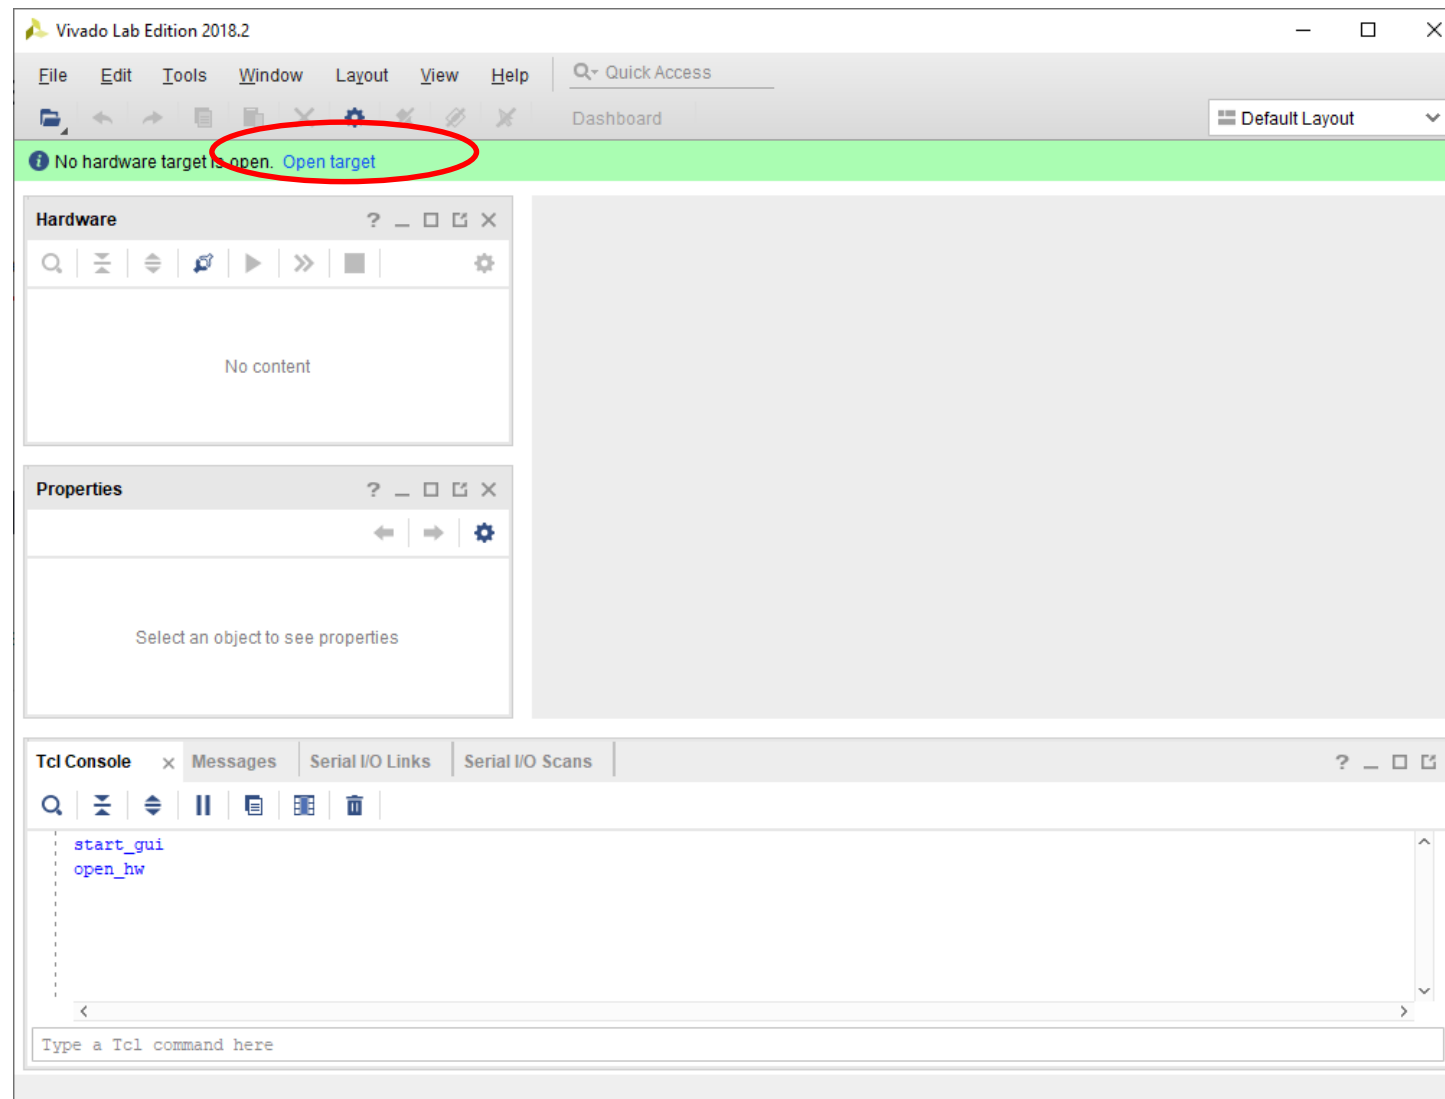 Vivado Lab Edition 2018.2
File Edit Tools Window Layout View Help Quick Access
Dashboard Default Layout
No hardware target is open. Open target
Hardware
No content
Properties
Select an object to see properties
Tcl Console Messages Serial I/O Links Serial I/O Scans
start_gui
open_hw
Type a Tcl command here